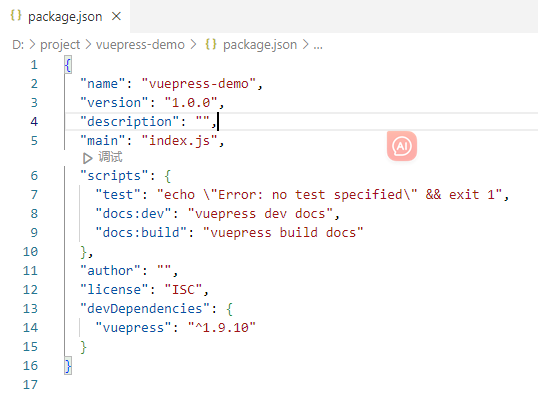 package.json
D: > project > vuepress-demo > package.json > ...
1 {
2 "name": "vuepress-demo",
3 "version": "1.0.0",
4 "description": "",
5 "main": "index.js",
调试
6 "scripts": {
7 "test": "echo \"Error: no test specified\" && exit 1",
8 "docs:dev": "vuepress dev docs",
9 "docs:build": "vuepress build docs"
10 },
11 "author": "",
12 "license": "ISC",
13 "devDependencies": {
14 "vuepress": "^1.9.10"
15 }
16 }
17
AI